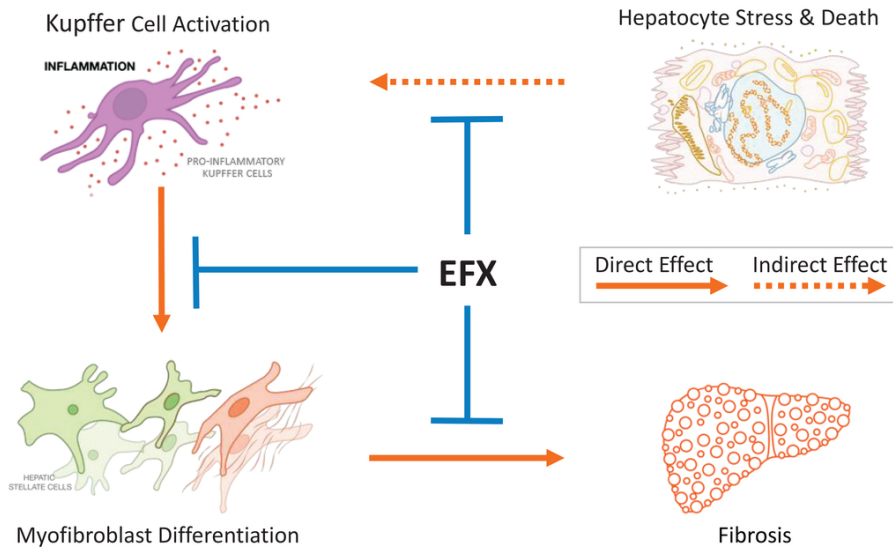 Kupffer Cell Activation
Hepatocyte Stress & Death
INFLAMMATION
PRO-INFLAMMATORY
KUPFFER CELLS
EFX
Direct Effect
Indirect Effect
HEPATIC
STELLATE CELLS
Myofibroblast Differentiation
Fibrosis